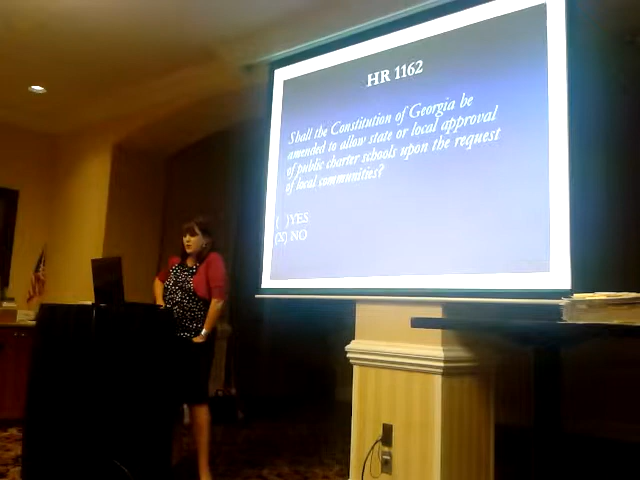 HR 1162
Shall the Constitution of Georgia be
amended to allow state or local approval
of public charter schools upon the request
of local communities?
( )YES
(X) NO